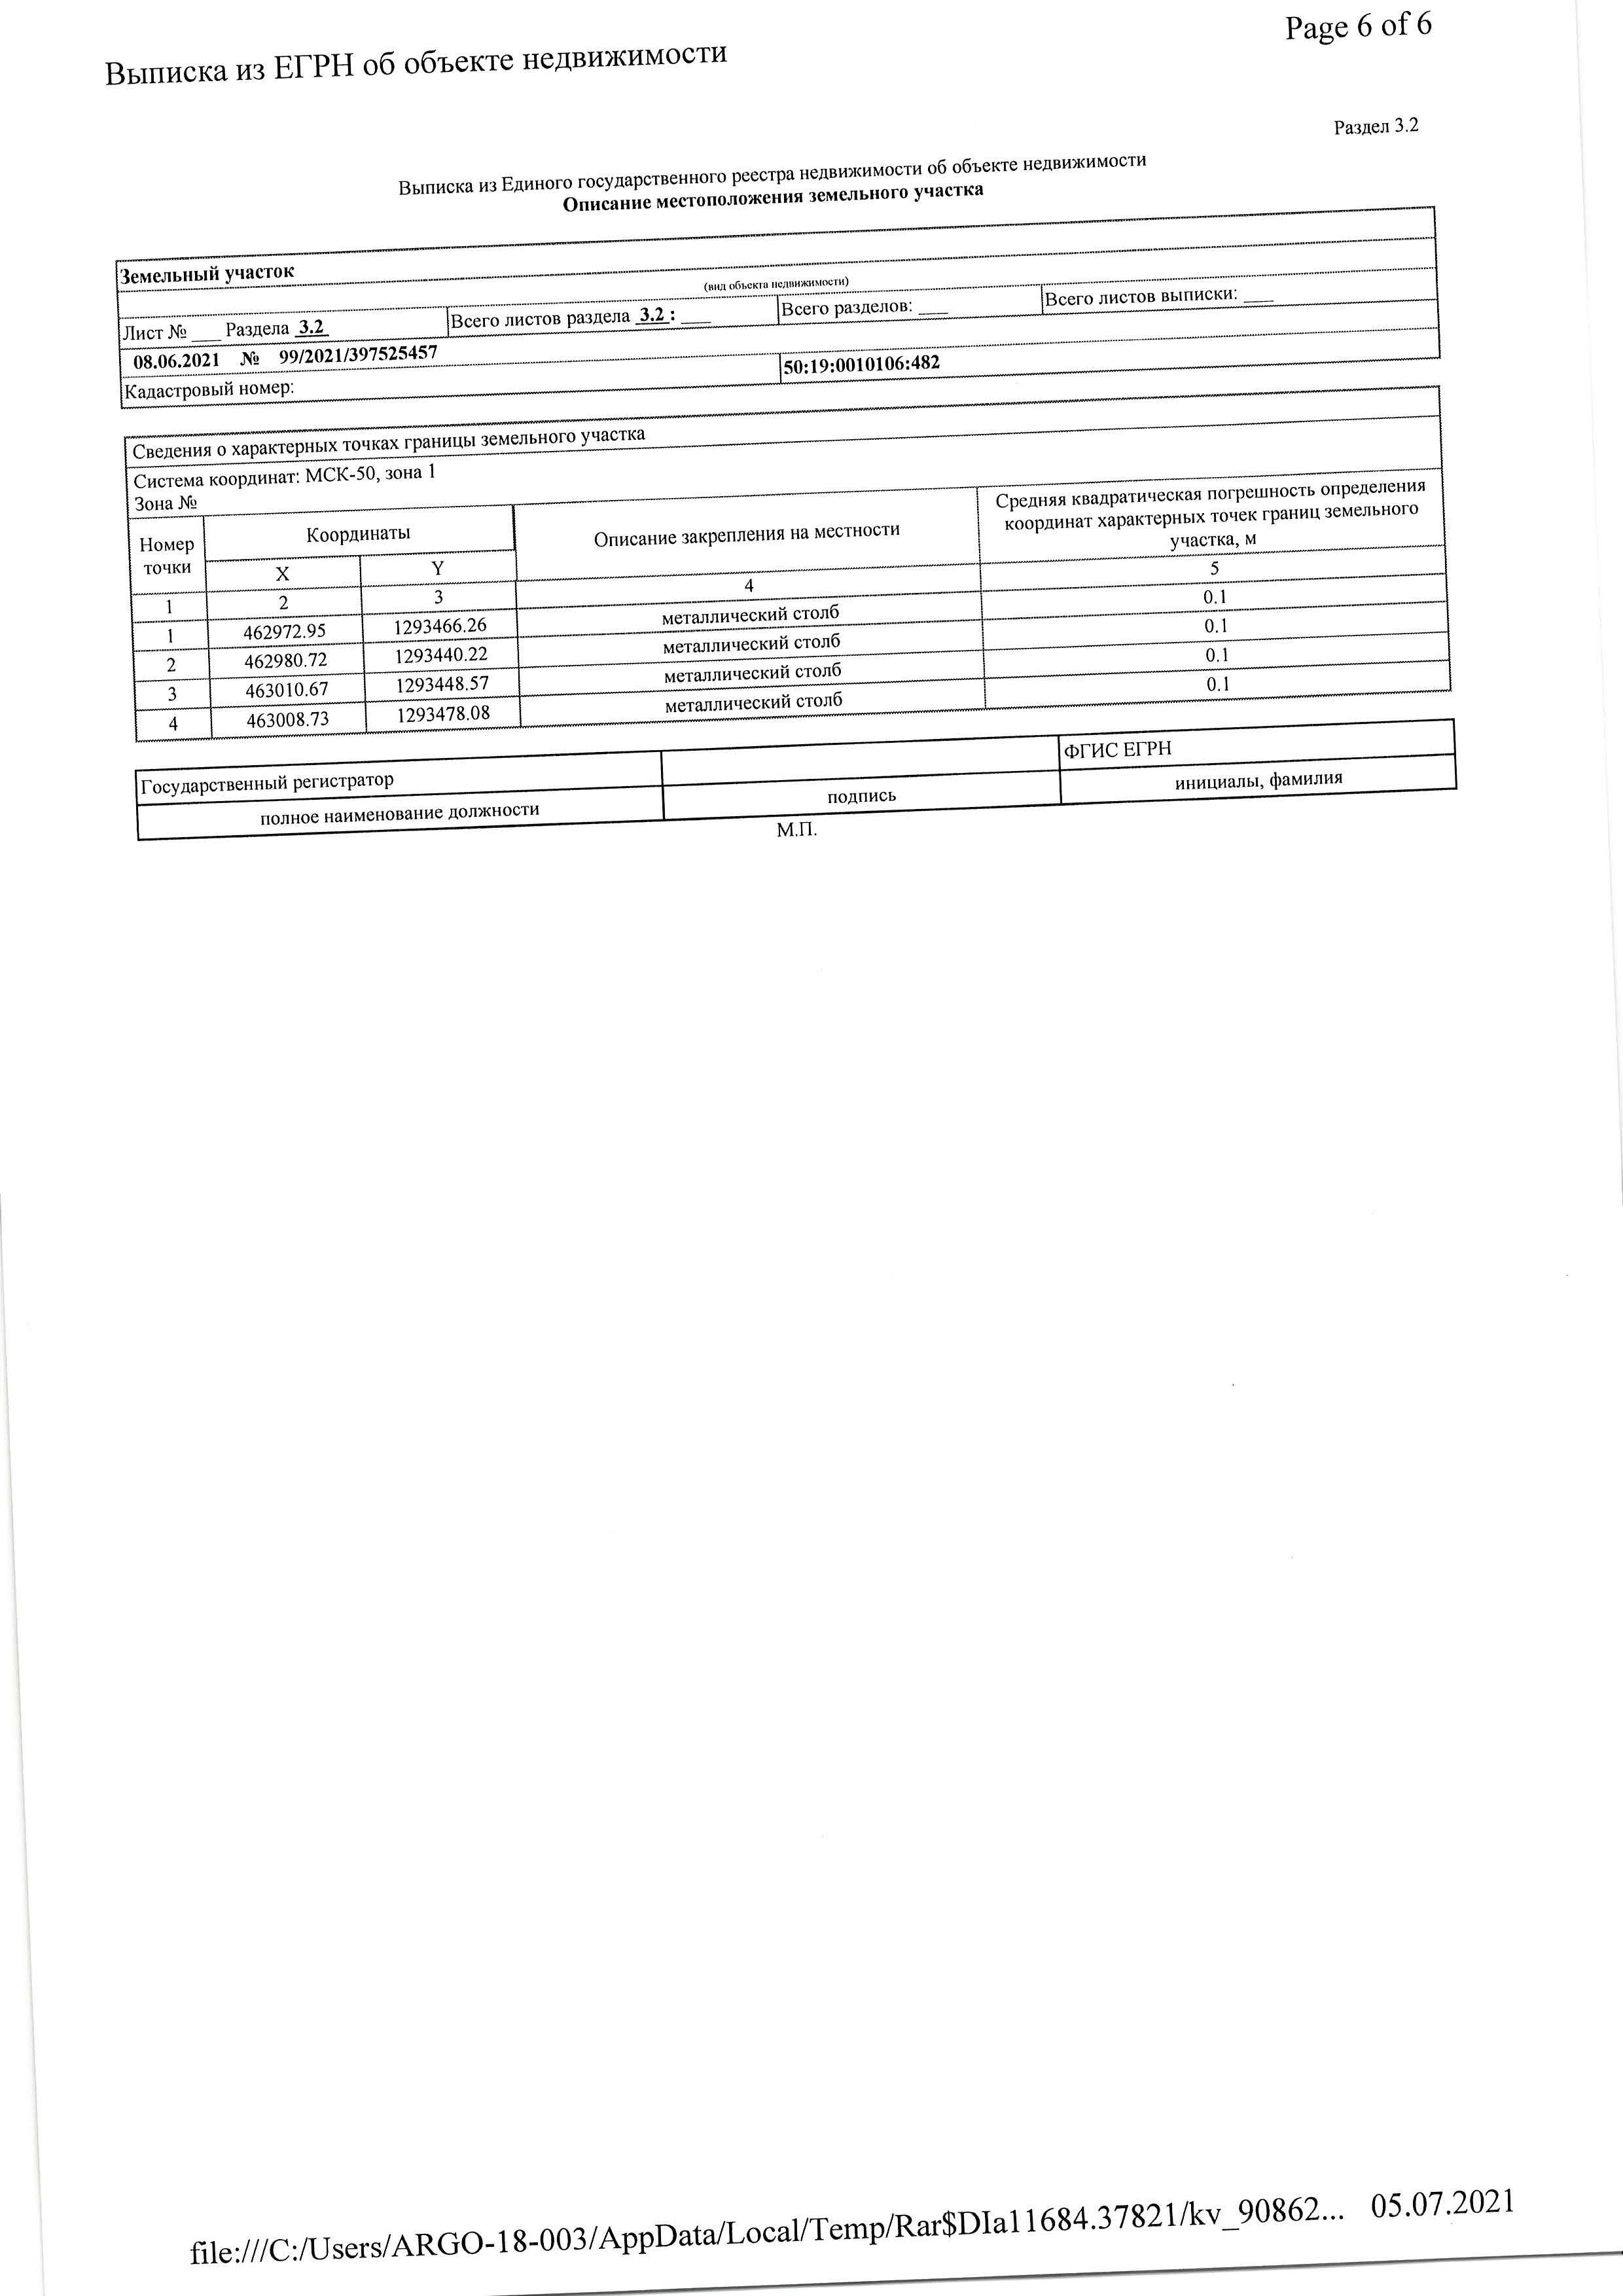 Выписка из ЕГРН об объекте недвижимости
Page 6 of 6
Раздел 3.2
Выписка из Единого государственного реестра недвижимости об объекте недвижимости
Описание местоположения земельного участка
Земельный участок
(вид объекта недвижимости)
Лист № ___ Раздела 3.2 Всего листов раздела 3.2 : ___ Всего разделов: ___ Всего листов выписки: ___
08.06.2021 № 99/2021/397525457
Кадастровый номер: 50:19:0010106:482
Сведения о характерных точках границы земельного участка
Система координат: МСК-50, зона 1
Зона №
Номер точки Координаты Описание закрепления на местности Средняя квадратическая погрешность определения координат характерных точек границ земельного участка, м
X Y
1 2 3 4 5
1 462972.95 1293466.26 металлический столб 0.1
2 462980.72 1293440.22 металлический столб 0.1
3 463010.67 1293448.57 металлический столб 0.1
4 463008.73 1293478.08 металлический столб 0.1
Государственный регистратор ФГИС ЕГРН
полное наименование должности подпись инициалы, фамилия
М.П.
file:///C:/Users/ARGO-18-003/AppData/Local/Temp/Rar$DIa11684.37821/kv_90862... 05.07.2021